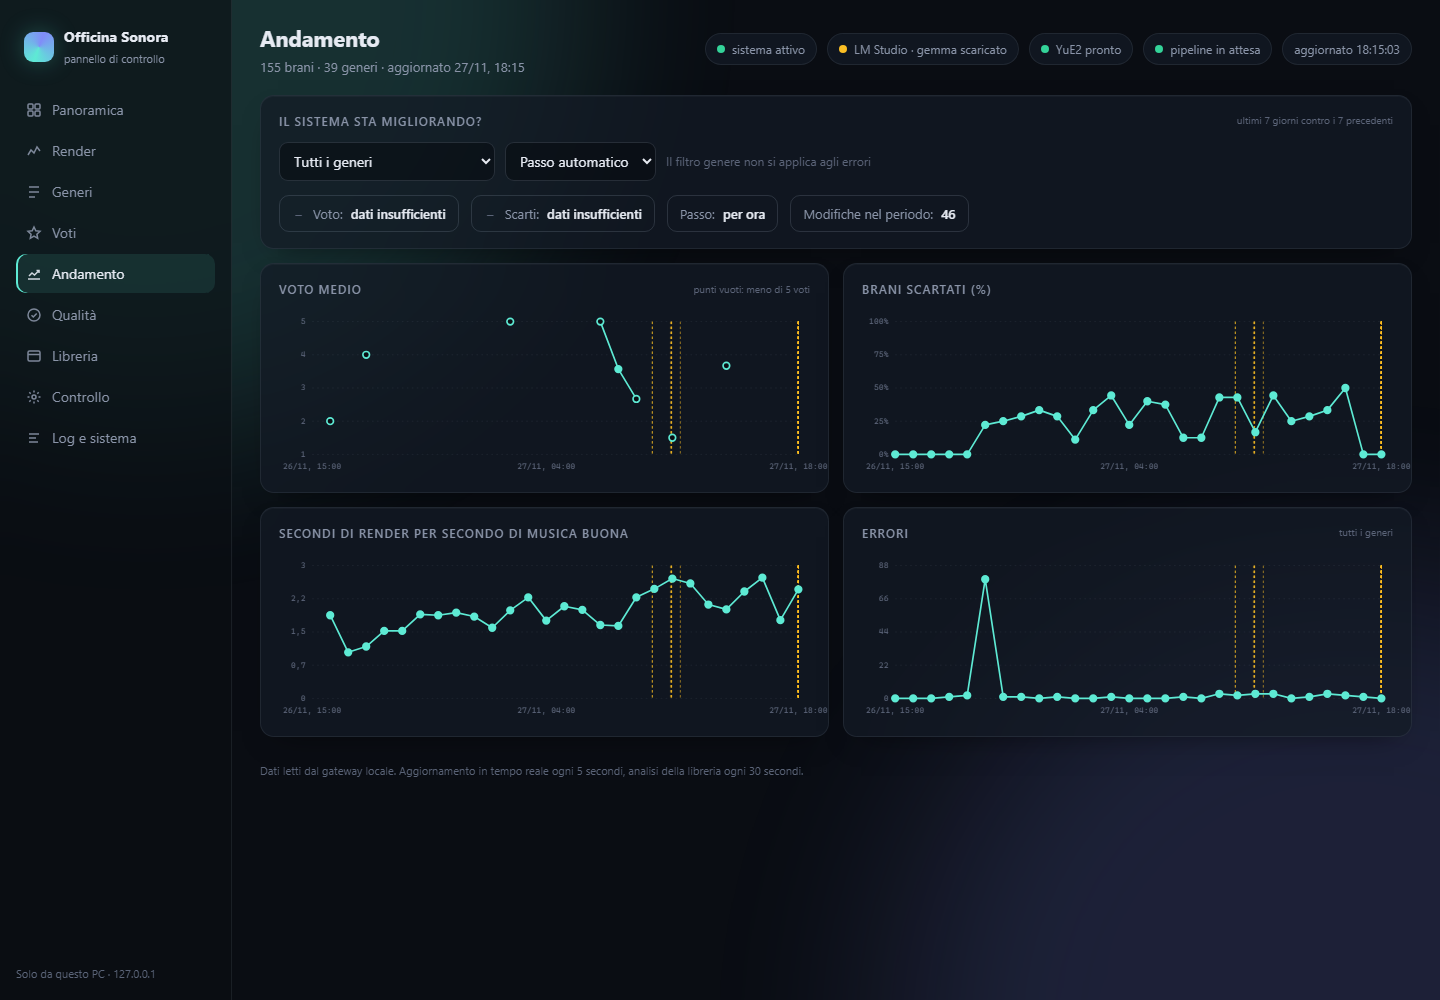 Officina Sonora
pannello di controllo
Panoramica
Render
Generi
Voti
Andamento
Qualità
Libreria
Controllo
Log e sistema
Solo da questo PC · 127.0.0.1
Andamento
155 brani · 39 generi · aggiornato 27/11, 18:15
sistema attivo
LM Studio · gemma scaricato
YuE2 pronto
pipeline in attesa
aggiornato 18:15:03
IL SISTEMA STA MIGLIORANDO?
ultimi 7 giorni contro i 7 precedenti
Tutti i generi
Passo automatico
Il filtro genere non si applica agli errori
– Voto: dati insufficienti
– Scarti: dati insufficienti
Passo: per ora
Modifiche nel periodo: 46
VOTO MEDIO
punti vuoti: meno di 5 voti
5
4
3
2
1
26/11, 15:00
27/11, 04:00
27/11, 18:00
BRANI SCARTATI (%)
100%
75%
50%
25%
0%
26/11, 15:00
27/11, 04:00
27/11, 18:00
SECONDI DI RENDER PER SECONDO DI MUSICA BUONA
3
2,2
1,5
0,7
0
26/11, 15:00
27/11, 04:00
27/11, 18:00
ERRORI
tutti i generi
88
66
44
22
0
26/11, 15:00
27/11, 04:00
27/11, 18:00
Dati letti dal gateway locale. Aggiornamento in tempo reale ogni 5 secondi, analisi della libreria ogni 30 secondi.